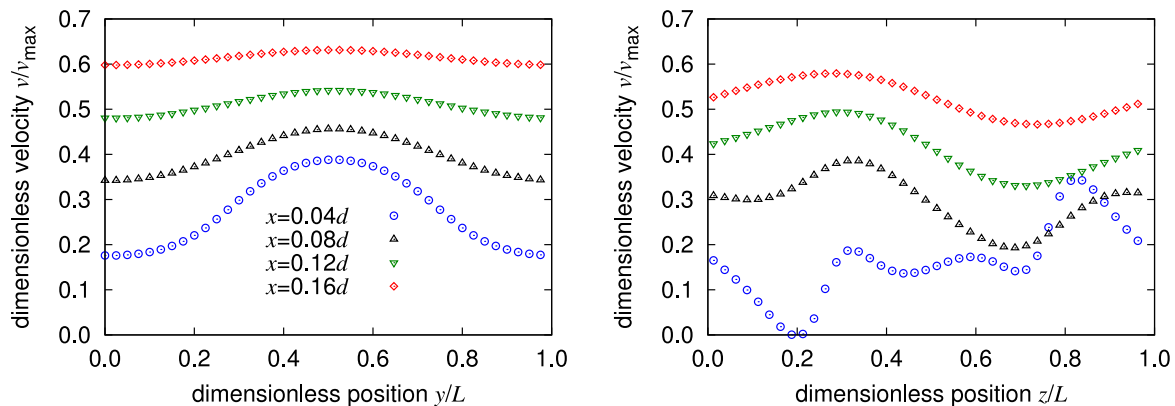 0.7
0.6
0.5
0.4
0.3
0.2
0.1
0.0
dimensionless velocity v/vmax
x=0.04d
x=0.08d
x=0.12d
x=0.16d
0.0 0.2 0.4 0.6 0.8 1.0
dimensionless position y/L
0.7
0.6
0.5
0.4
0.3
0.2
0.1
0.0
dimensionless velocity v/vmax
0.0 0.2 0.4 0.6 0.8 1.0
dimensionless position z/L